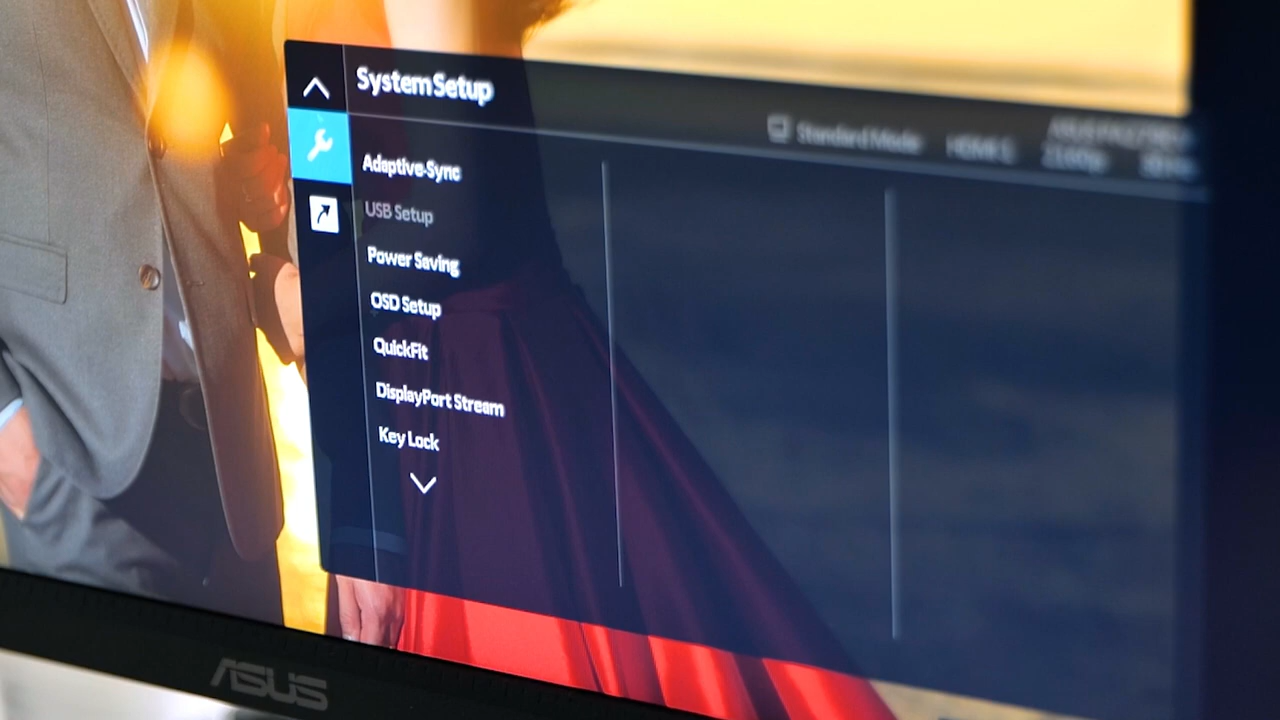 System Setup
Standard Mode
Adaptive-Sync
USB Setup
Power Saving
OSD Setup
QuickFit
DisplayPort Stream
Key Lock
ASUS